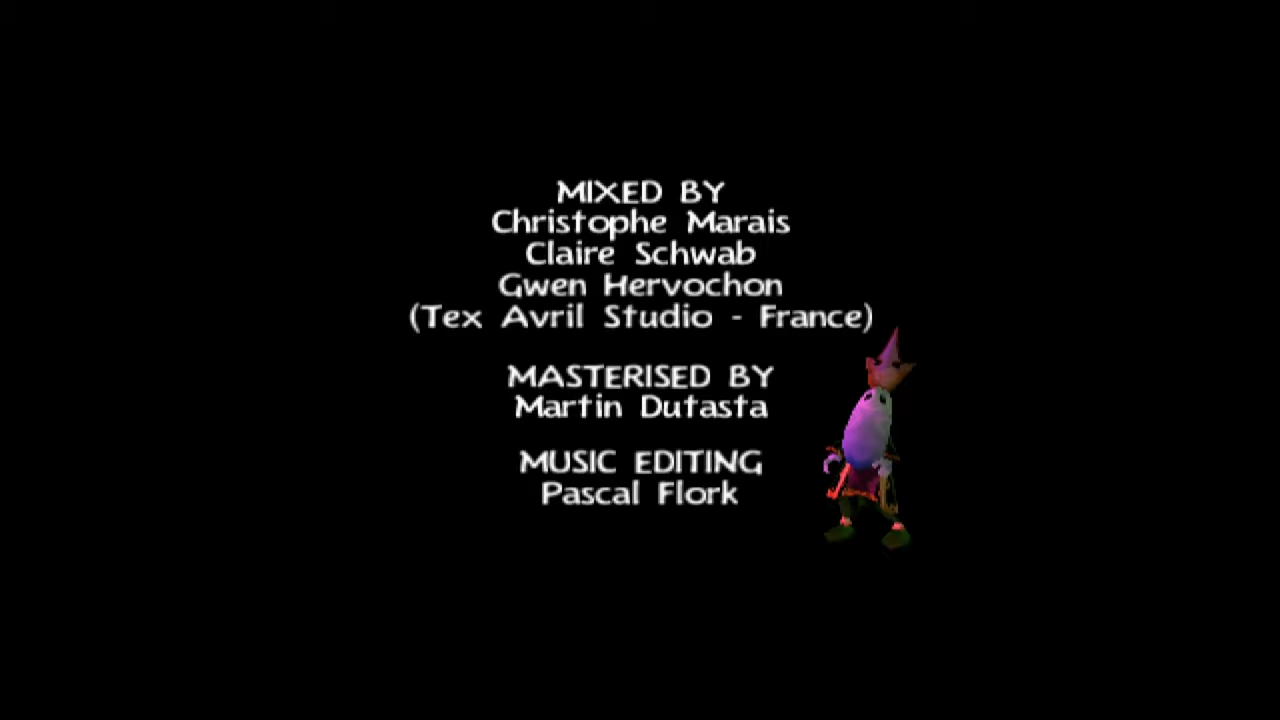 MIXED BY
Christophe Marais
Claire Schwab
Gwen Hervochon
(Tex Avril Studio - France)
MASTERISED BY
Martin Dutasta
MUSIC EDITING
Pascal Flork